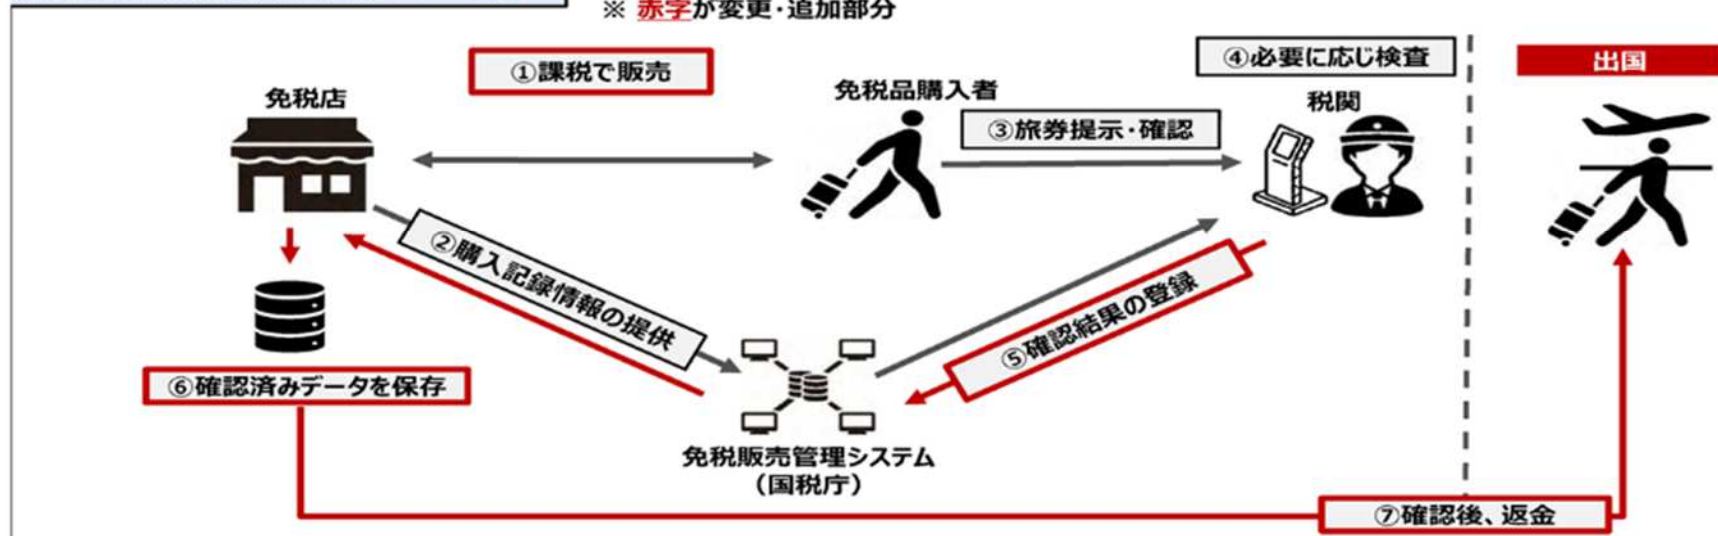 ※ 赤字が変更・追加部分
①課税で販売
④必要に応じ検査
出国
免税店
免税品購入者
税関
③旅券提示・確認
②購入記録情報の提供
⑤確認結果の登録
⑥確認済みデータを保存
免税販売管理システム
（国税庁）
⑦確認後、返金